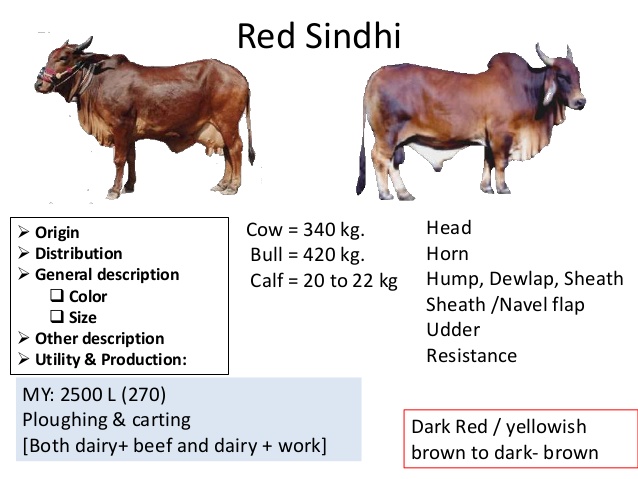 Red Sindhi
➢ Origin
➢ Distribution
➢ General description
❑ Color
❑ Size
➢ Other description
➢ Utility & Production:
Cow = 340 kg.
Bull = 420 kg.
Calf = 20 to 22 kg
Head
Horn
Hump, Dewlap, Sheath
Sheath /Navel flap
Udder
Resistance
MY: 2500 L (270)
Ploughing & carting
[Both dairy+ beef and dairy + work]
Dark Red / yellowish
brown to dark- brown